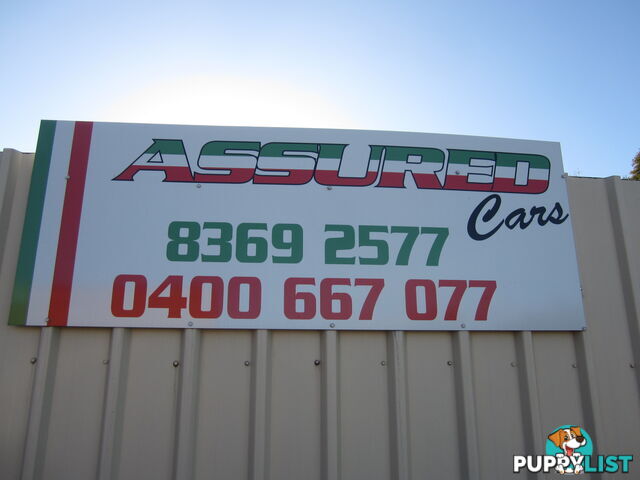 ASSURED
Cars
8369 2577
0400 667 077
PUPPYLIST